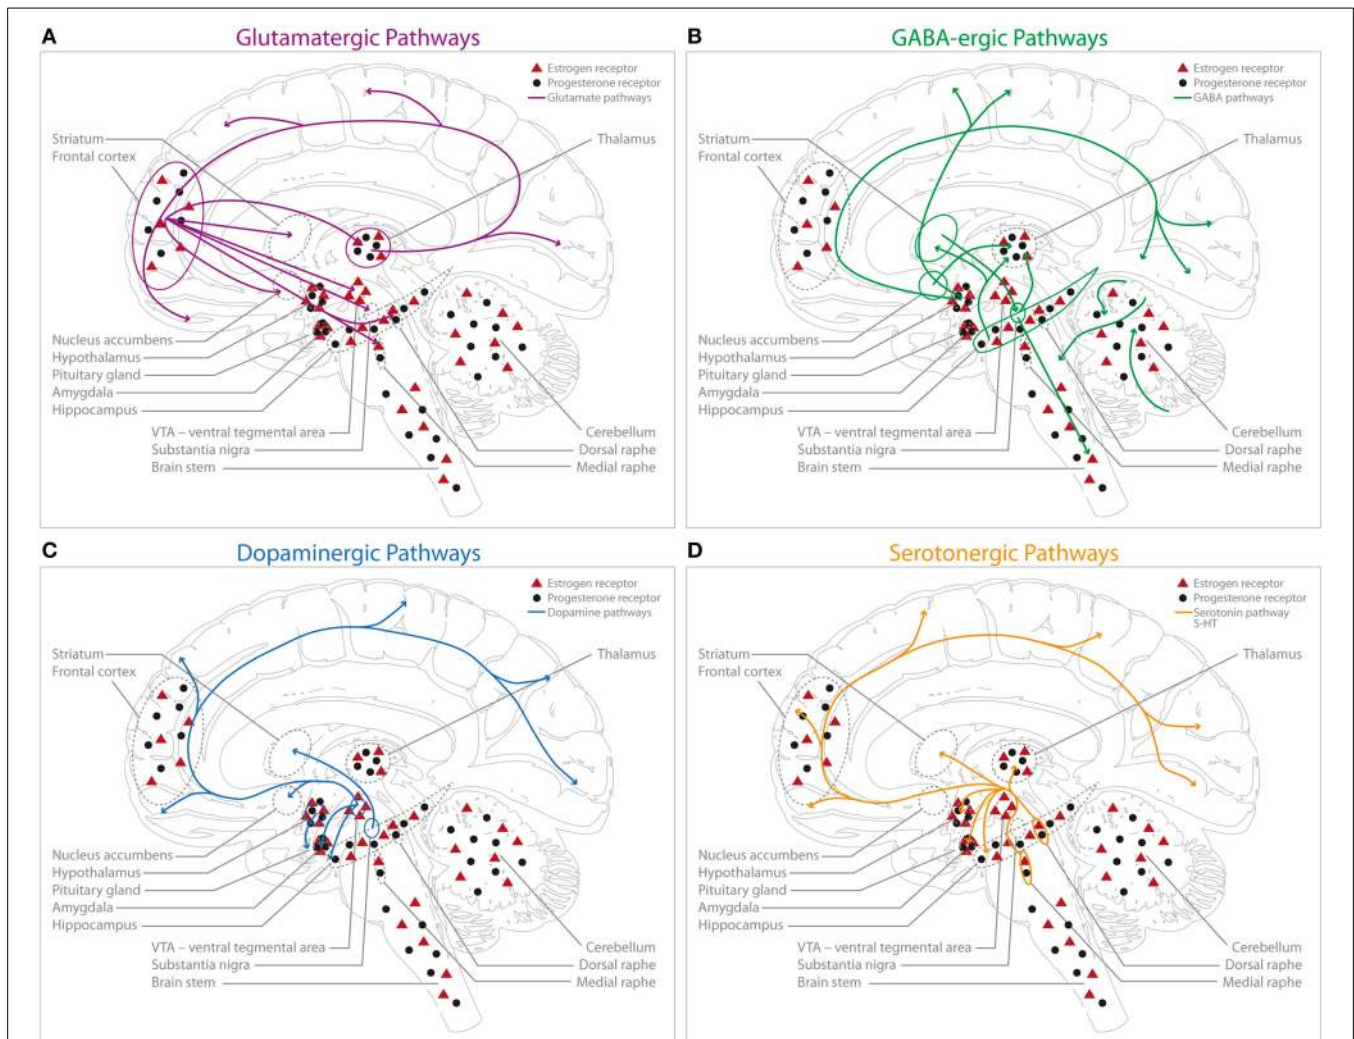 A
Glutamatergic Pathways
Estrogen receptor
Progesterone receptor
Glutamate pathways
Striatum
Frontal cortex
Thalamus
Nucleus accumbens
Hypothalamus
Pituitary gland
Amygdala
Hippocampus
VTA – ventral tegmental area
Substantia nigra
Brain stem
Cerebellum
Dorsal raphe
Medial raphe
B
GABA-ergic Pathways
Estrogen receptor
Progesterone receptor
GABA pathways
Striatum
Frontal cortex
Thalamus
Nucleus accumbens
Hypothalamus
Pituitary gland
Amygdala
Hippocampus
VTA – ventral tegmental area
Substantia nigra
Brain stem
Cerebellum
Dorsal raphe
Medial raphe
C
Dopaminergic Pathways
Estrogen receptor
Progesterone receptor
Dopamine pathways
Striatum
Frontal cortex
Thalamus
Nucleus accumbens
Hypothalamus
Pituitary gland
Amygdala
Hippocampus
VTA – ventral tegmental area
Substantia nigra
Brain stem
Cerebellum
Dorsal raphe
Medial raphe
D
Serotonergic Pathways
Estrogen receptor
Progesterone receptor
Serotonin pathway
5-HT
Striatum
Frontal cortex
Thalamus
Nucleus accumbens
Hypothalamus
Pituitary gland
Amygdala
Hippocampus
VTA – ventral tegmental area
Substantia nigra
Brain stem
Cerebellum
Dorsal raphe
Medial raphe